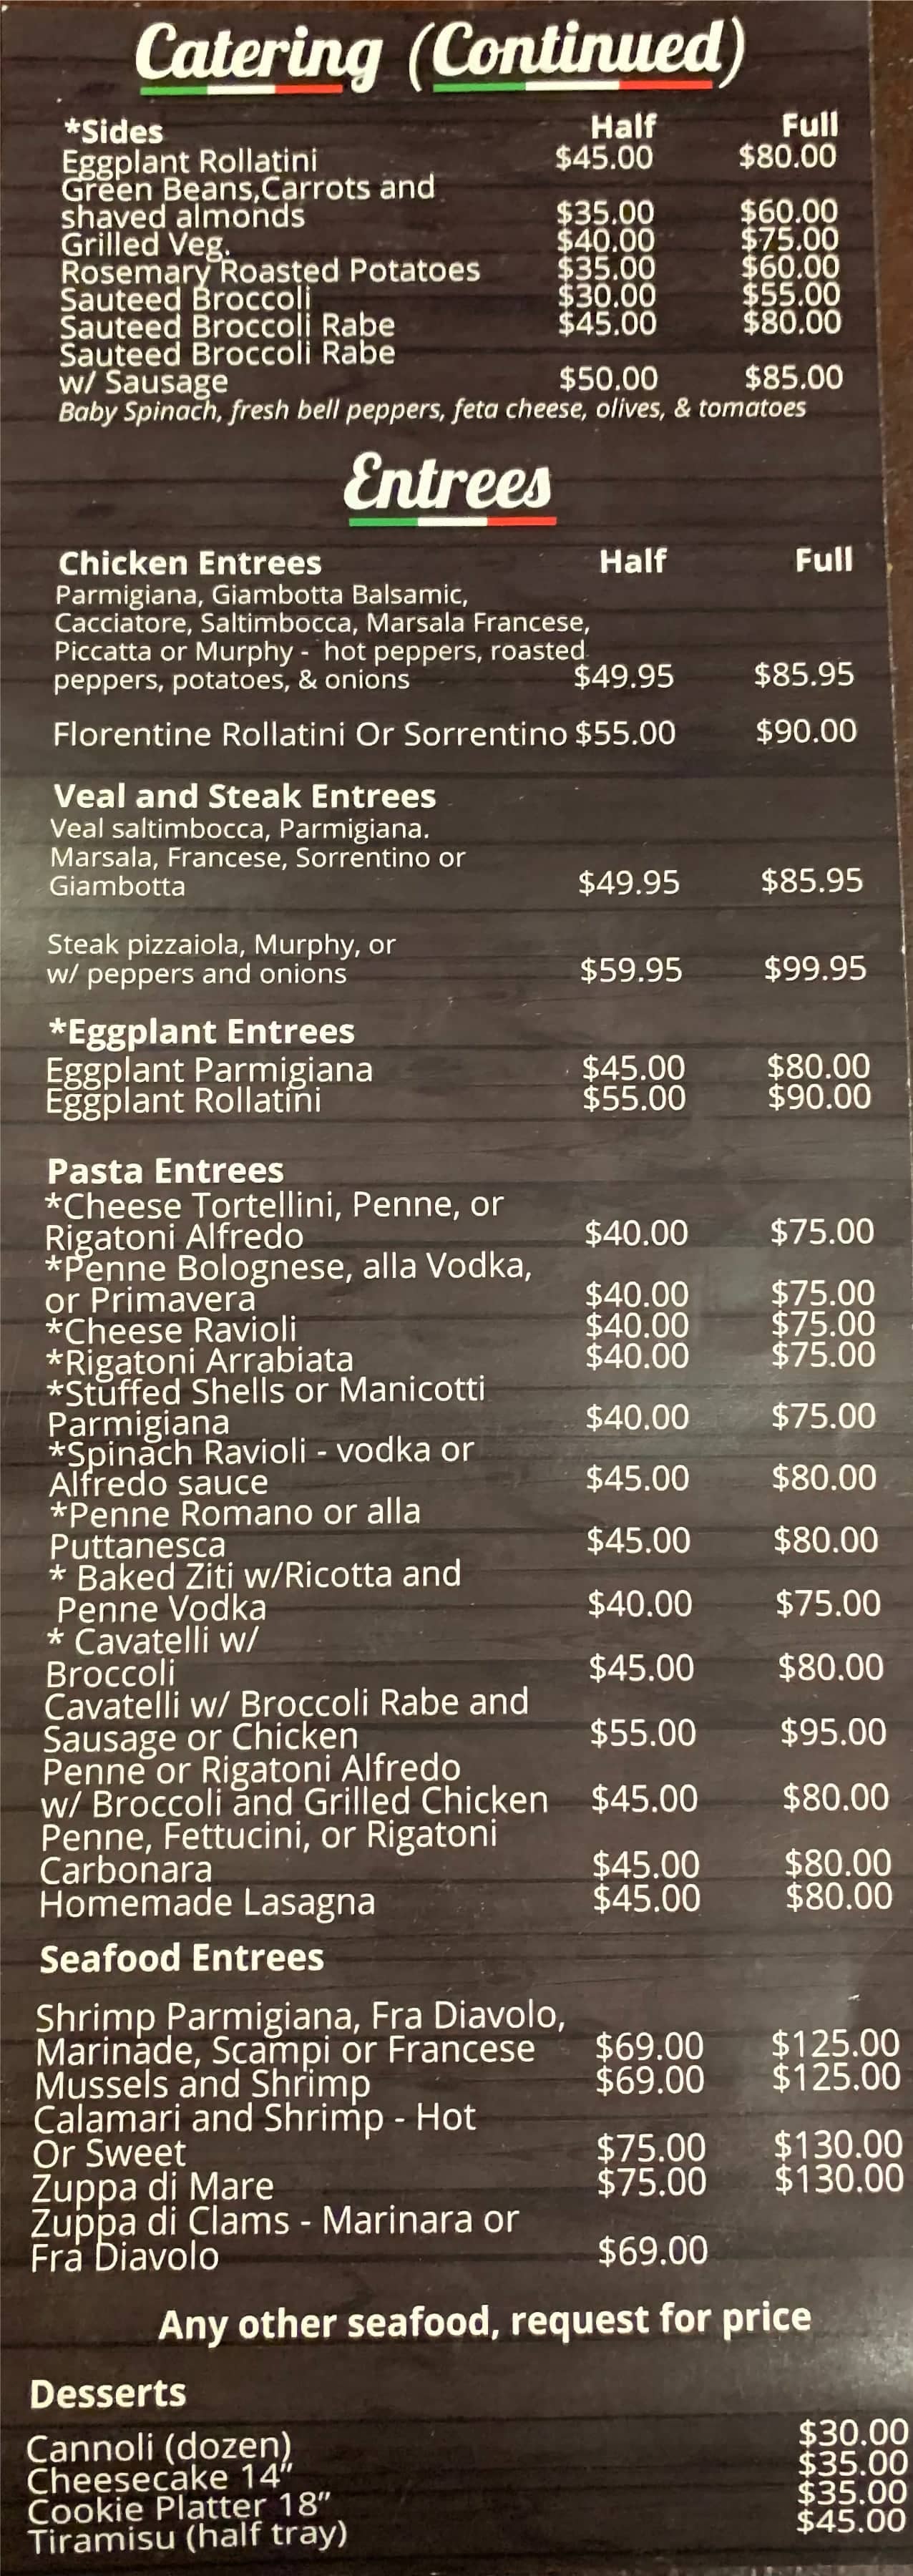 Catering (Continued)
*Sides Half Full
Eggplant Rollatini $45.00 $80.00
Green Beans,Carrots and
shaved almonds $35.00 $60.00
Grilled Veg. $40.00 $75.00
Rosemary Roasted Potatoes $35.00 $60.00
Sauteed Broccoli $30.00 $55.00
Sauteed Broccoli Rabe $45.00 $80.00
Sauteed Broccoli Rabe
w/ Sausage $50.00 $85.00
Baby Spinach, fresh bell peppers, feta cheese, olives, & tomatoes
Entrees
Chicken Entrees Half Full
Parmigiana, Giambotta Balsamic,
Cacciatore, Saltimbocca, Marsala Francese,
Piccatta or Murphy - hot peppers, roasted
peppers, potatoes, & onions $49.95 $85.95
Florentine Rollatini Or Sorrentino $55.00 $90.00
Veal and Steak Entrees
Veal saltimbocca, Parmigiana.
Marsala, Francese, Sorrentino or
Giambotta $49.95 $85.95
Steak pizzaiola, Murphy, or
w/ peppers and onions $59.95 $99.95
*Eggplant Entrees
Eggplant Parmigiana $45.00 $80.00
Eggplant Rollatini $55.00 $90.00
Pasta Entrees
*Cheese Tortellini, Penne, or
Rigatoni Alfredo $40.00 $75.00
*Penne Bolognese, alla Vodka,
or Primavera $40.00 $75.00
*Cheese Ravioli $40.00 $75.00
*Rigatoni Arrabiata $40.00 $75.00
*Stuffed Shells or Manicotti
Parmigiana $40.00 $75.00
*Spinach Ravioli - vodka or
Alfredo sauce $45.00 $80.00
*Penne Romano or alla
Puttanesca $45.00 $80.00
* Baked Ziti w/Ricotta and
Penne Vodka $40.00 $75.00
* Cavatelli w/
Broccoli $45.00 $80.00
Cavatelli w/ Broccoli Rabe and
Sausage or Chicken $55.00 $95.00
Penne or Rigatoni Alfredo
w/ Broccoli and Grilled Chicken $45.00 $80.00
Penne, Fettucini, or Rigatoni
Carbonara $45.00 $80.00
Homemade Lasagna $45.00 $80.00
Seafood Entrees
Shrimp Parmigiana, Fra Diavolo,
Marinade, Scampi or Francese $69.00 $125.00
Mussels and Shrimp $69.00 $125.00
Calamari and Shrimp - Hot
Or Sweet $75.00 $130.00
Zuppa di Mare $75.00 $130.00
Zuppa di Clams - Marinara or
Fra Diavolo $69.00
Any other seafood, request for price
Desserts
Cannoli (dozen) $30.00
Cheesecake 14” $35.00
Cookie Platter 18” $35.00
Tiramisu (half tray) $45.00